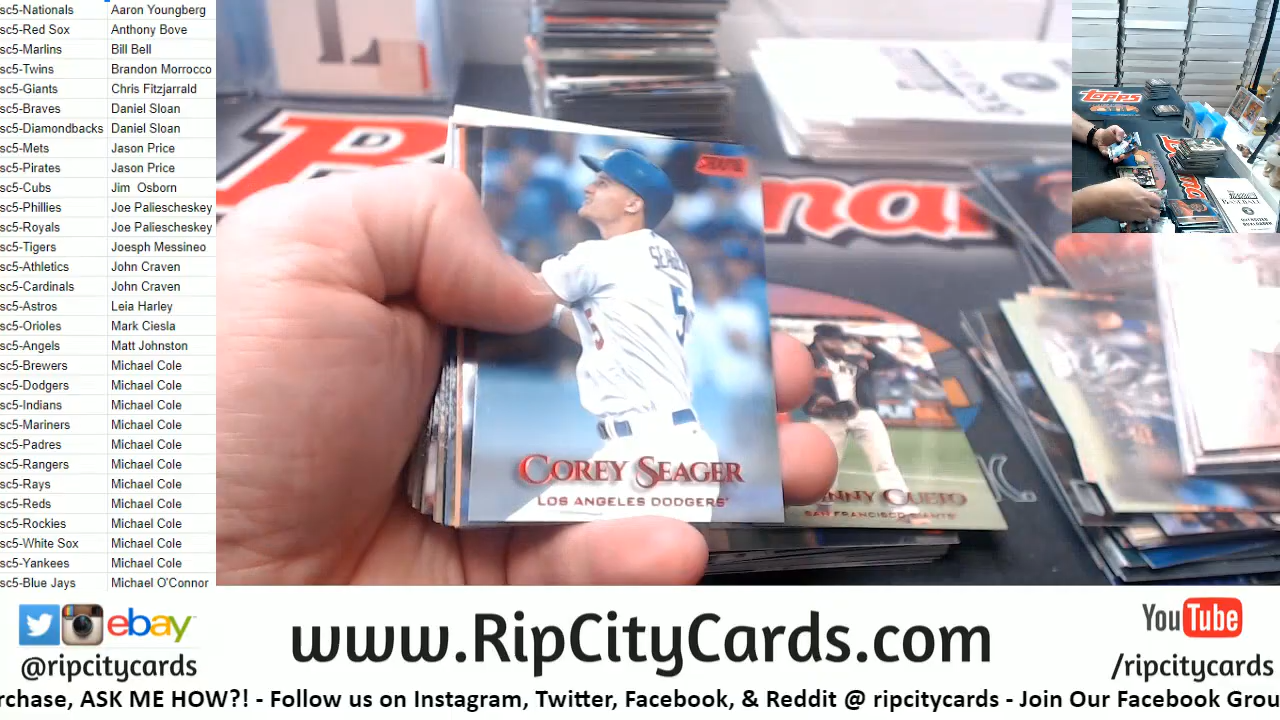 sc5-Nationals Aaron Youngberg
sc5-Red Sox Anthony Bove
sc5-Marlins Bill Bell
sc5-Twins Brandon Morrocco
sc5-Giants Chris Fitzjarrald
sc5-Braves Daniel Sloan
sc5-Diamondbacks Daniel Sloan
sc5-Mets Jason Price
sc5-Pirates Jason Price
sc5-Cubs Jim Osborn
sc5-Phillies Joe Paliescheskey
sc5-Royals Joe Paliescheskey
sc5-Tigers Joesph Messineo
sc5-Athletics John Craven
sc5-Cardinals John Craven
sc5-Astros Leia Harley
sc5-Orioles Mark Ciesla
sc5-Angels Matt Johnston
sc5-Brewers Michael Cole
sc5-Dodgers Michael Cole
sc5-Indians Michael Cole
sc5-Mariners Michael Cole
sc5-Padres Michael Cole
sc5-Rangers Michael Cole
sc5-Rays Michael Cole
sc5-Reds Michael Cole
sc5-Rockies Michael Cole
sc5-White Sox Michael Cole
sc5-Yankees Michael Cole
sc5-Blue Jays Michael O'Connor
Topps
5
5
COREY SEAGER
LOS ANGELES DODGERS
CUETO
SAN FRANCISCO GIANTS
ebay
@ripcitycards
www.RipCityCards.com
YouTube
/ripcitycards
rchase, ASK ME HOW?! - Follow us on Instagram, Twitter, Facebook, & Reddit @ ripcitycards - Join Our Facebook Grou